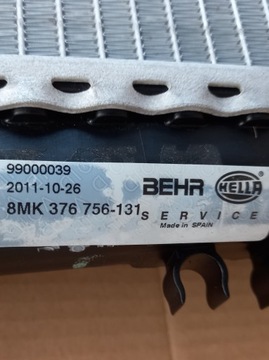 99000039
2011-10-26
8MK 376 756-131
BEHR HELLA
SERVICE
Made in SPAIN